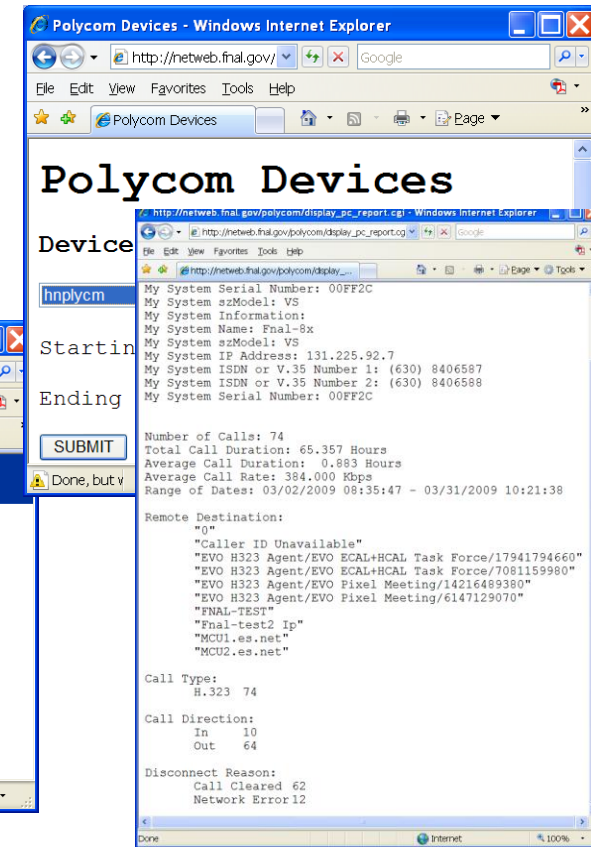 Polycom Devices - Windows Internet Explorer
http://netweb.fnal.gov/
Google
File Edit View Favorites Tools Help
Polycom Devices
Page
Polycom Devices
Device
hnplycm
Startin
Ending
SUBMIT
Done, but w
http://netweb.fnal.gov/polycom/display_pc_report.cgi - Windows Internet Explorer
http://netweb.fnal.gov/polycom/display_pc_report.cg
Google
File Edit View Favorites Tools Help
http://netweb.fnal.gov/polycom/display_...
Page Tools
My System Serial Number: 00FF2C
My System szModel: VS
My System Information:
My System Name: Fnal-8x
My System szModel: VS
My System IP Address: 131.225.92.7
My System ISDN or V.35 Number 1: (630) 8406587
My System ISDN or V.35 Number 2: (630) 8406588
My System Serial Number: 00FF2C
Number of Calls: 74
Total Call Duration: 65.357 Hours
Average Call Duration: 0.883 Hours
Average Call Rate: 384.000 Kbps
Range of Dates: 03/02/2009 08:35:47 - 03/31/2009 10:21:38
Remote Destination:
"0"
"Caller ID Unavailable"
"EVO H323 Agent/EVO ECAL+HCAL Task Force/17941794660"
"EVO H323 Agent/EVO ECAL+HCAL Task Force/7081159980"
"EVO H323 Agent/EVO Pixel Meeting/14216489380"
"EVO H323 Agent/EVO Pixel Meeting/6147129070"
"FNAL-TEST"
"Fnal-test2 Ip"
"MCU1.es.net"
"MCU2.es.net"
Call Type:
H.323 74
Call Direction:
In 10
Out 64
Disconnect Reason:
Call Cleared 62
Network Error12
Done
Internet
100%